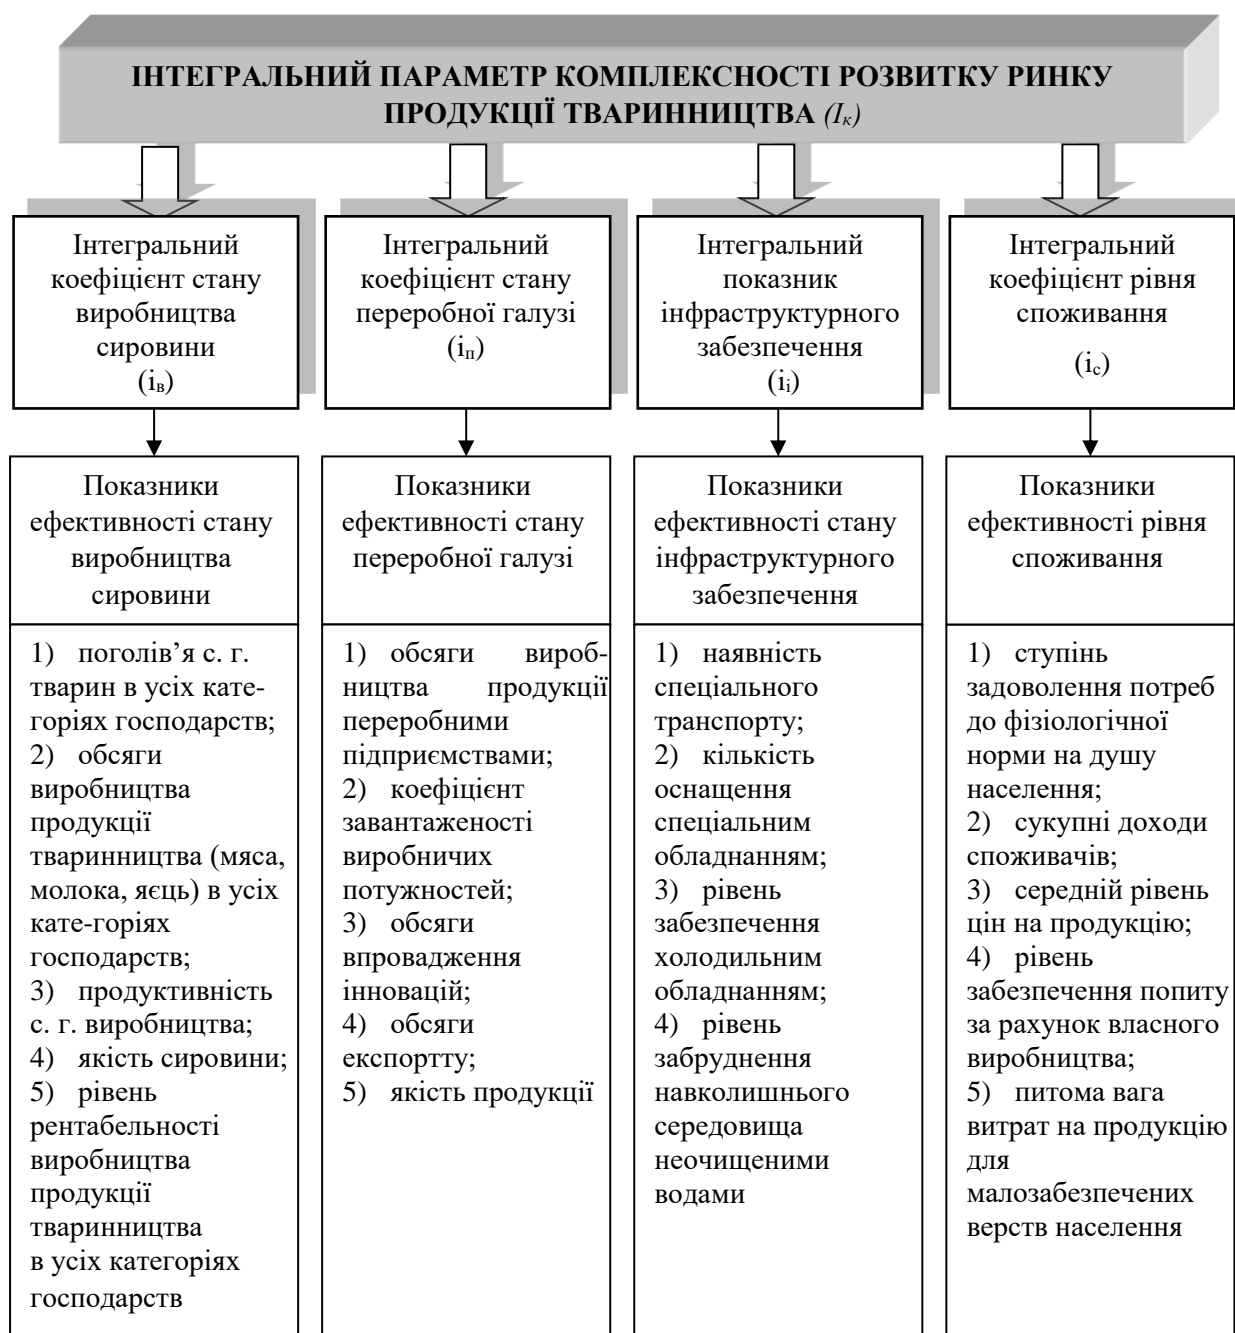 ІНТЕГРАЛЬНИЙ ПАРАМЕТР КОМПЛЕКСНОСТІ РОЗВИТКУ РИНКУ
ПРОДУКЦІЇ ТВАРИННИЦТВА (Iк)
Інтегральний
коефіцієнт стану
виробництва
сировини
(ів)
Інтегральний
коефіцієнт стану
переробної галузі
(іп)
Інтегральний
показник
інфраструктурного
забезпечення
(іі)
Інтегральний
коефіцієнт рівня
споживання
(іс)
Показники
ефективності стану
виробництва
сировини
Показники
ефективності стану
переробної галузі
Показники
ефективності стану
інфраструктурного
забезпечення
Показники
ефективності рівня
споживання
1) поголів’я с. г.
тварин в усіх кате-
горіях господарств;
2) обсяги
виробництва
продукції
тваринництва (мяса,
молока, яєць) в усіх
кате-горіях
господарств;
3) продуктивність
с. г. виробництва;
4) якість сировини;
5) рівень
рентабельності
виробництва
продукції
тваринництва
в усіх категоріях
господарств
1) обсяги вироб-
ництва продукції
переробними
підприємствами;
2) коефіцієнт
завантаженості
виробничих
потужностей;
3) обсяги
впровадження
інновацій;
4) обсяги
експортту;
5) якість продукції
1) наявність
спеціального
транспорту;
2) кількість
оснащення
спеціальним
обладнанням;
3) рівень
забезпечення
холодильним
обладнанням;
4) рівень
забруднення
навколишнього
середовища
неочищеними
водами
1) ступінь
задоволення потреб
до фізіологічної
норми на душу
населення;
2) сукупні доходи
споживачів;
3) середній рівень
цін на продукцію;
4) рівень
забезпечення попиту
за рахунок власного
виробництва;
5) питома вага
витрат на продукцію
для
малозабезпечених
верств населення